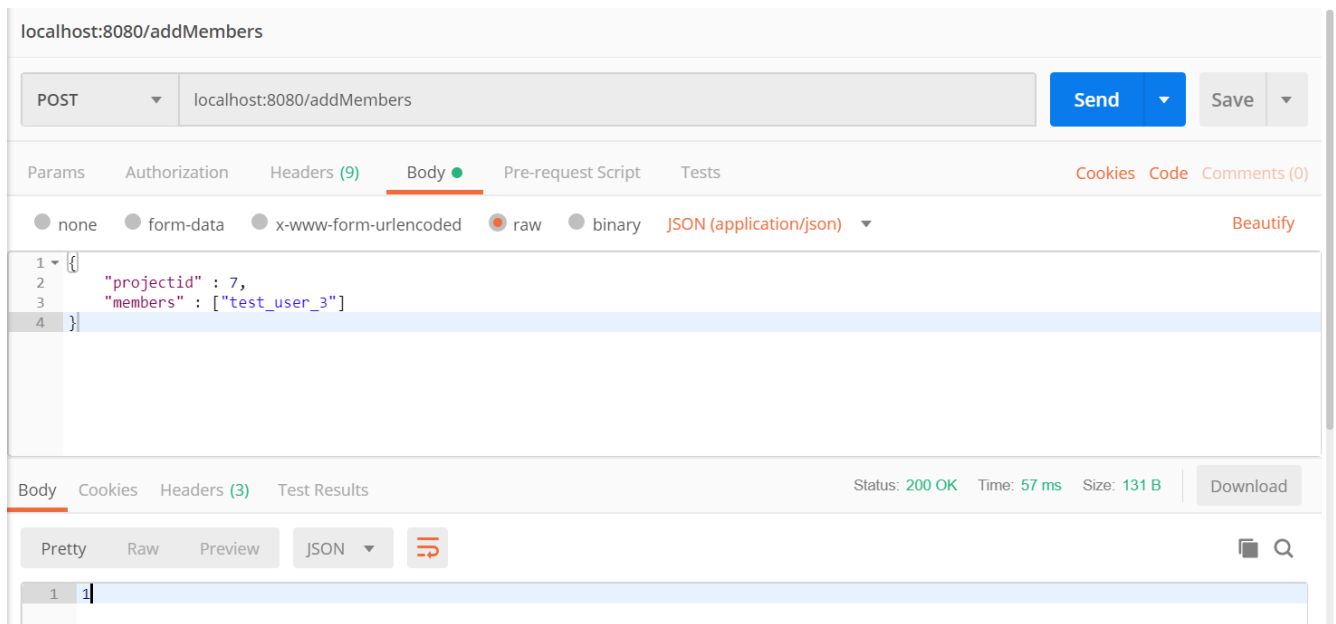 localhost:8080/addMembers
POST localhost:8080/addMembers Send Save
Params Authorization Headers (9) Body Pre-request Script Tests Cookies Code Comments (0)
none form-data x-www-form-urlencoded raw binary JSON (application/json) Beautify
1 {
2 "projectid" : 7,
3 "members" : ["test_user_3"]
4 }
Body Cookies Headers (3) Test Results Status: 200 OK Time: 57 ms Size: 131 B Download
Pretty Raw Preview JSON
1 1